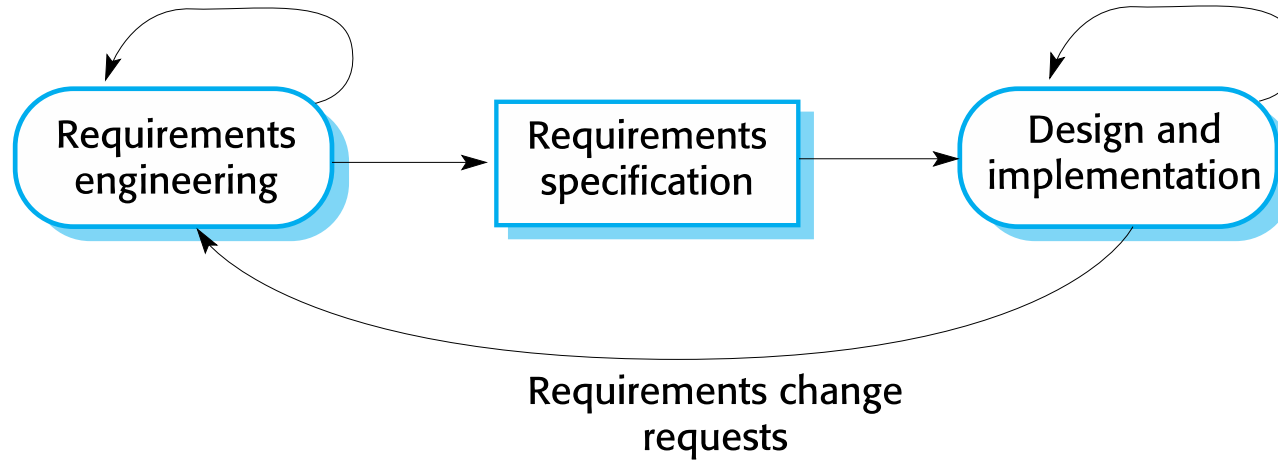 Requirements
engineering
Requirements
specification
Design and
implementation
Requirements change
requests